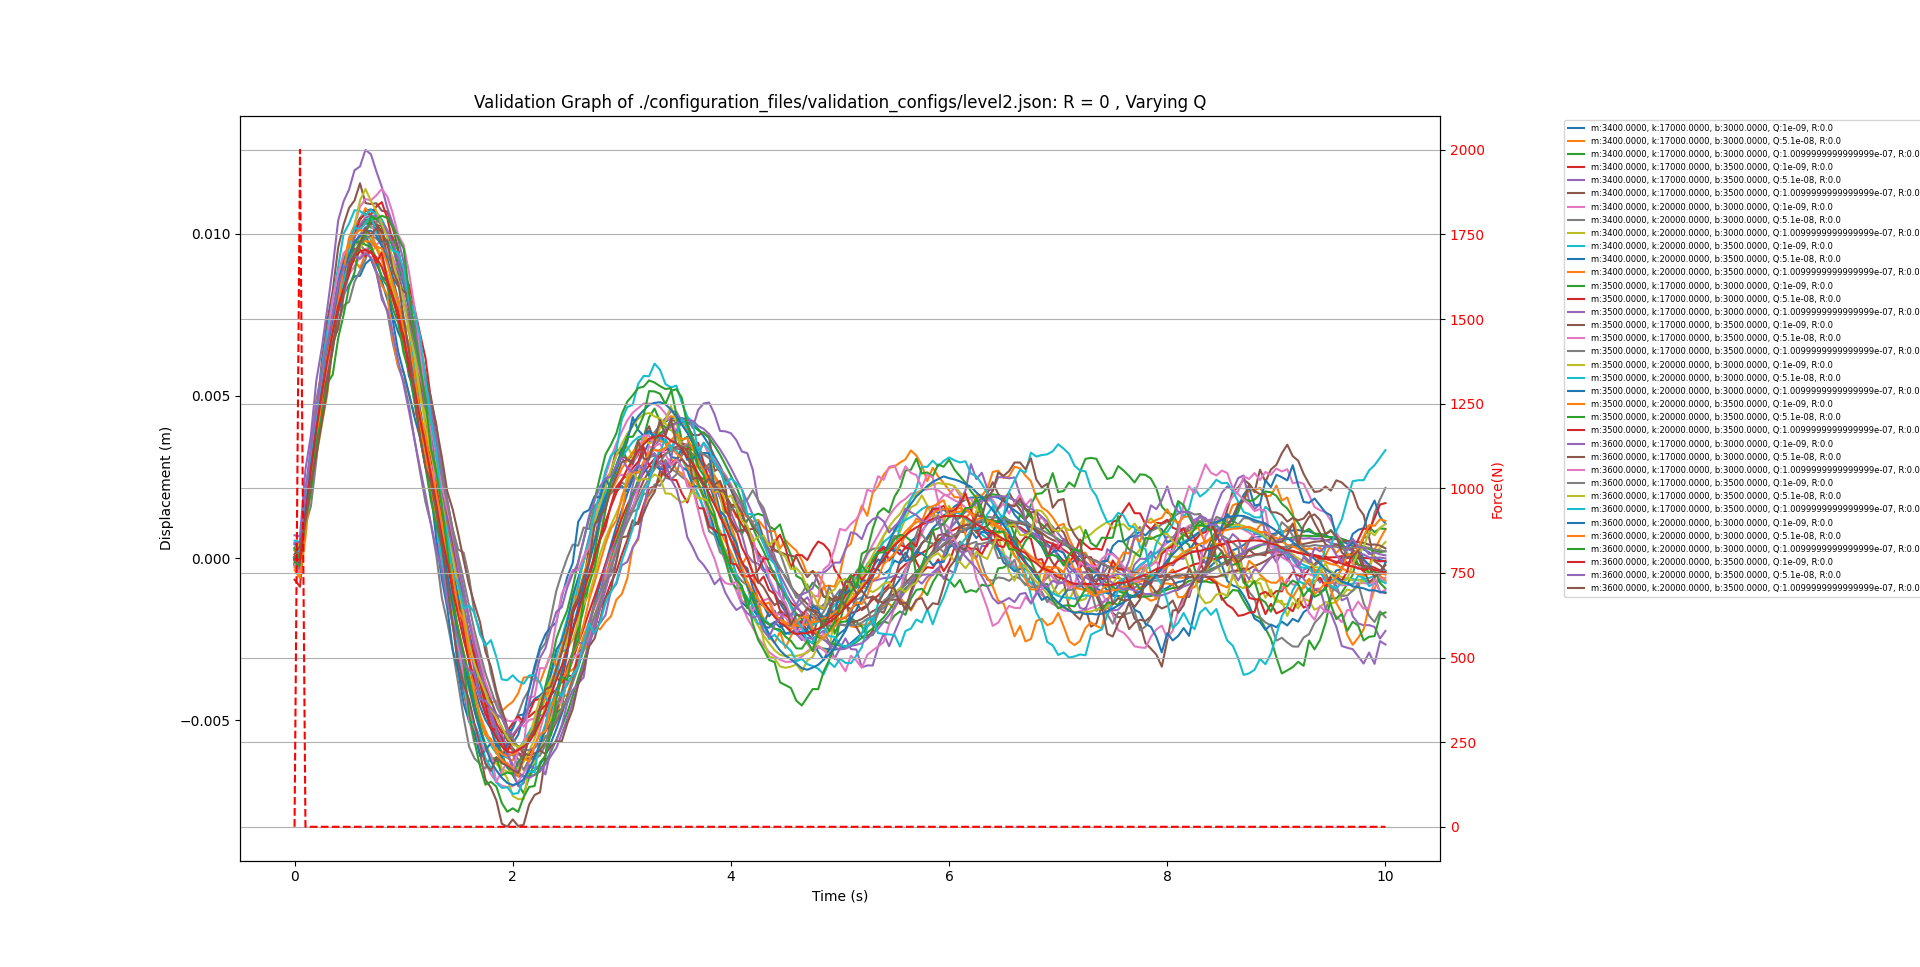 Validation Graph of ./configuration_files/validation_configs/level2.json: R = 0 , Varying Q
Displacement (m)
0.010
0.005
0.000
−0.005
0
2
4
6
8
10
Time (s)
2000
1750
1500
1250
1000
750
500
250
0
Force(N)
m:3400.0000, k:17000.0000, b:3000.0000, Q:1e-09, R:0.0
m:3400.0000, k:17000.0000, b:3000.0000, Q:5.1e-08, R:0.0
m:3400.0000, k:17000.0000, b:3000.0000, Q:1.0099999999999999e-07, R:0.0
m:3400.0000, k:17000.0000, b:3500.0000, Q:1e-09, R:0.0
m:3400.0000, k:17000.0000, b:3500.0000, Q:5.1e-08, R:0.0
m:3400.0000, k:17000.0000, b:3500.0000, Q:1.0099999999999999e-07, R:0.0
m:3400.0000, k:20000.0000, b:3000.0000, Q:1e-09, R:0.0
m:3400.0000, k:20000.0000, b:3000.0000, Q:5.1e-08, R:0.0
m:3400.0000, k:20000.0000, b:3000.0000, Q:1.0099999999999999e-07, R:0.0
m:3400.0000, k:20000.0000, b:3500.0000, Q:1e-09, R:0.0
m:3400.0000, k:20000.0000, b:3500.0000, Q:5.1e-08, R:0.0
m:3400.0000, k:20000.0000, b:3500.0000, Q:1.0099999999999999e-07, R:0.0
m:3500.0000, k:17000.0000, b:3000.0000, Q:1e-09, R:0.0
m:3500.0000, k:17000.0000, b:3000.0000, Q:5.1e-08, R:0.0
m:3500.0000, k:17000.0000, b:3000.0000, Q:1.0099999999999999e-07, R:0.0
m:3500.0000, k:17000.0000, b:3500.0000, Q:1e-09, R:0.0
m:3500.0000, k:17000.0000, b:3500.0000, Q:5.1e-08, R:0.0
m:3500.0000, k:17000.0000, b:3500.0000, Q:1.0099999999999999e-07, R:0.0
m:3500.0000, k:20000.0000, b:3000.0000, Q:1e-09, R:0.0
m:3500.0000, k:20000.0000, b:3000.0000, Q:5.1e-08, R:0.0
m:3500.0000, k:20000.0000, b:3000.0000, Q:1.0099999999999999e-07, R:0.0
m:3500.0000, k:20000.0000, b:3500.0000, Q:1e-09, R:0.0
m:3500.0000, k:20000.0000, b:3500.0000, Q:5.1e-08, R:0.0
m:3500.0000, k:20000.0000, b:3500.0000, Q:1.0099999999999999e-07, R:0.0
m:3600.0000, k:17000.0000, b:3000.0000, Q:1e-09, R:0.0
m:3600.0000, k:17000.0000, b:3000.0000, Q:5.1e-08, R:0.0
m:3600.0000, k:17000.0000, b:3000.0000, Q:1.0099999999999999e-07, R:0.0
m:3600.0000, k:17000.0000, b:3500.0000, Q:1e-09, R:0.0
m:3600.0000, k:17000.0000, b:3500.0000, Q:5.1e-08, R:0.0
m:3600.0000, k:17000.0000, b:3500.0000, Q:1.0099999999999999e-07, R:0.0
m:3600.0000, k:20000.0000, b:3000.0000, Q:1e-09, R:0.0
m:3600.0000, k:20000.0000, b:3000.0000, Q:5.1e-08, R:0.0
m:3600.0000, k:20000.0000, b:3000.0000, Q:1.0099999999999999e-07, R:0.0
m:3600.0000, k:20000.0000, b:3500.0000, Q:1e-09, R:0.0
m:3600.0000, k:20000.0000, b:3500.0000, Q:5.1e-08, R:0.0
m:3600.0000, k:20000.0000, b:3500.0000, Q:1.0099999999999999e-07, R:0.0